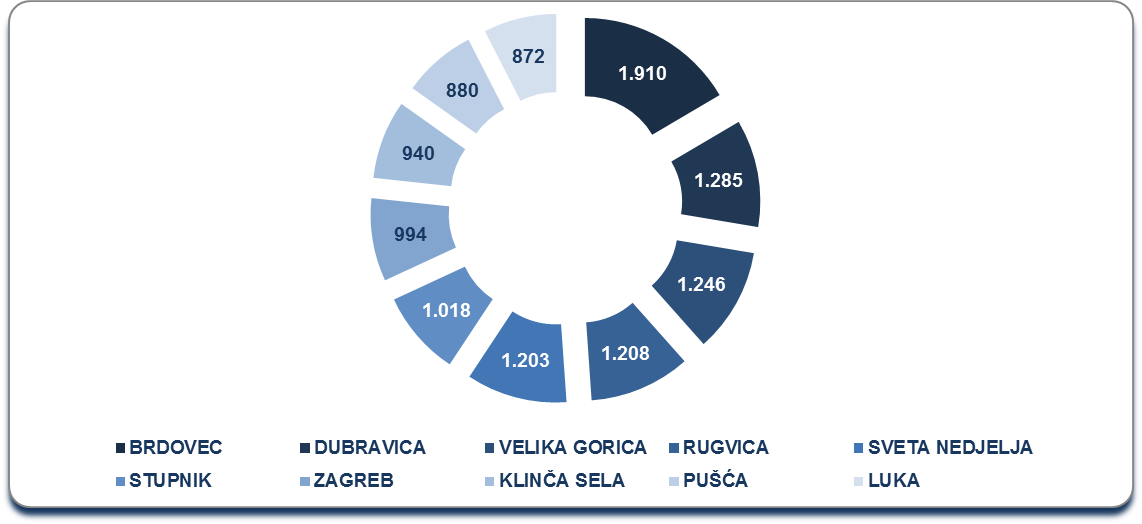 872
1.910
880
940
1.285
994
1.246
1.018
1.203
1.208
BRDOVEC
DUBRAVICA
VELIKA GORICA
RUGVICA
SVETA NEDJELJA
STUPNIK
ZAGREB
KLINČA SELA
PUŠĆA
LUKA